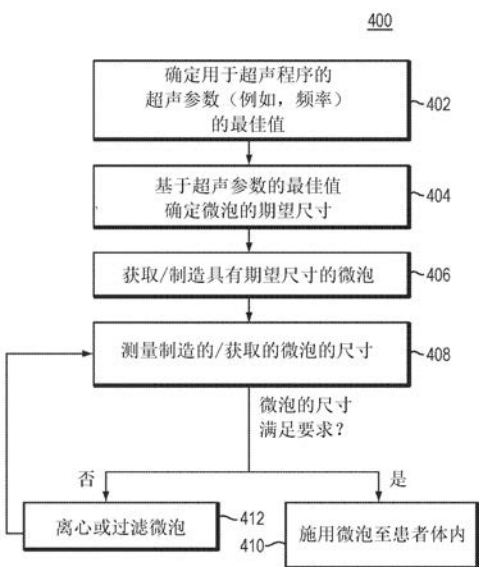 400
确定用于超声程序的
超声参数（例如，频率）
的最佳值
402
基于超声参数的最佳值
确定微泡的期望尺寸
404
获取/制造具有期望尺寸的微泡
406
测量制造的/获取的微泡的尺寸
408
微泡的尺寸
满足要求？
否
是
离心或过滤微泡
412
410
施用微泡至患者体内